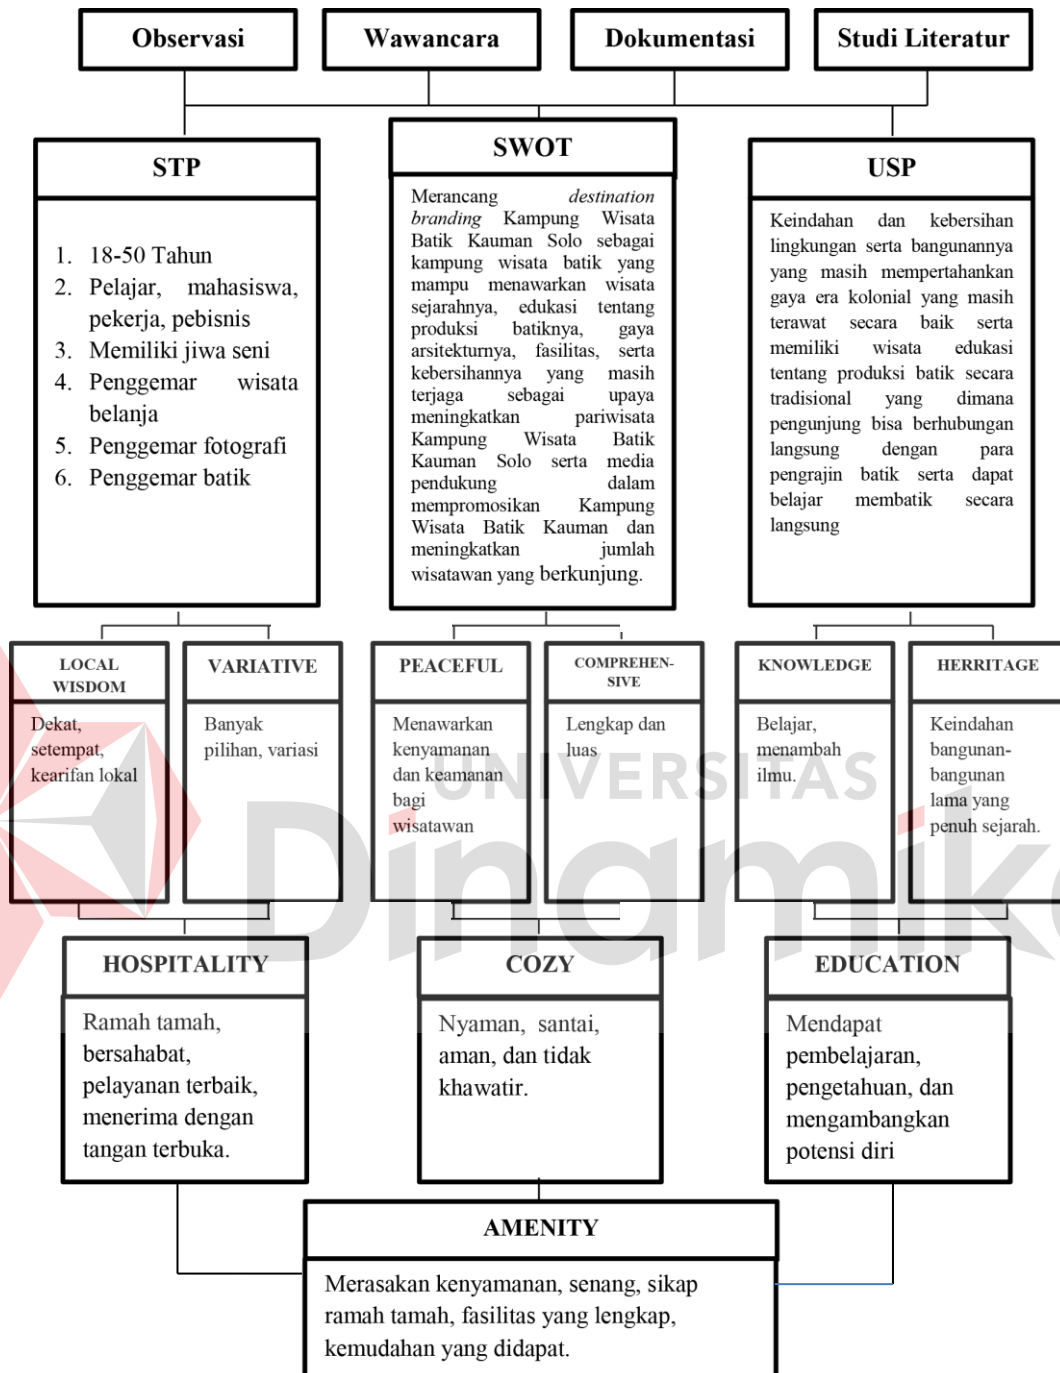 Observasi
Wawancara
Dokumentasi
Studi Literatur
STP
1. 18-50 Tahun
2. Pelajar, mahasiswa,
pekerja, pebisnis
3. Memiliki jiwa seni
4. Penggemar wisata
belanja
5. Penggemar fotografi
6. Penggemar batik
SWOT
Merancang destination
branding Kampung Wisata
Batik Kauman Solo sebagai
kampung wisata batik yang
mampu menawarkan wisata
sejarahnya, edukasi tentang
produksi batiknya, gaya
arsitekturnya, fasilitas, serta
kebersihannya yang masih
terjaga sebagai upaya
meningkatkan pariwisata
Kampung Wisata Batik
Kauman Solo serta media
pendukung dalam
mempromosikan Kampung
Wisata Batik Kauman dan
meningkatkan jumlah
wisatawan yang berkunjung.
USP
Keindahan dan kebersihan
lingkungan serta bangunannya
yang masih mempertahankan
gaya era kolonial yang masih
terawat secara baik serta
memiliki wisata edukasi
tentang produksi batik secara
tradisional yang dimana
pengunjung bisa berhubungan
langsung dengan para
pengrajin batik serta dapat
belajar membatik secara
langsung
LOCAL
WISDOM
Dekat,
setempat,
kearifan lokal
VARIATIVE
Banyak
pilihan, variasi
PEACEFUL
Menawarkan
kenyamanan
dan keamanan
bagi
wisatawan
COMPREHEN-
SIVE
Lengkap dan
luas
KNOWLEDGE
Belajar,
menambah
ilmu.
HERRITAGE
Keindahan
bangunan-
bangunan
lama yang
penuh sejarah.
UNIVERSITAS
Dinamika
HOSPITALITY
Ramah tamah,
bersahabat,
pelayanan terbaik,
menerima dengan
tangan terbuka.
COZY
Nyaman, santai,
aman, dan tidak
khawatir.
EDUCATION
Mendapat
pembelajaran,
pengetahuan, dan
mengambangkan
potensi diri
AMENITY
Merasakan kenyamanan, senang, sikap
ramah tamah, fasilitas yang lengkap,
kemudahan yang didapat.